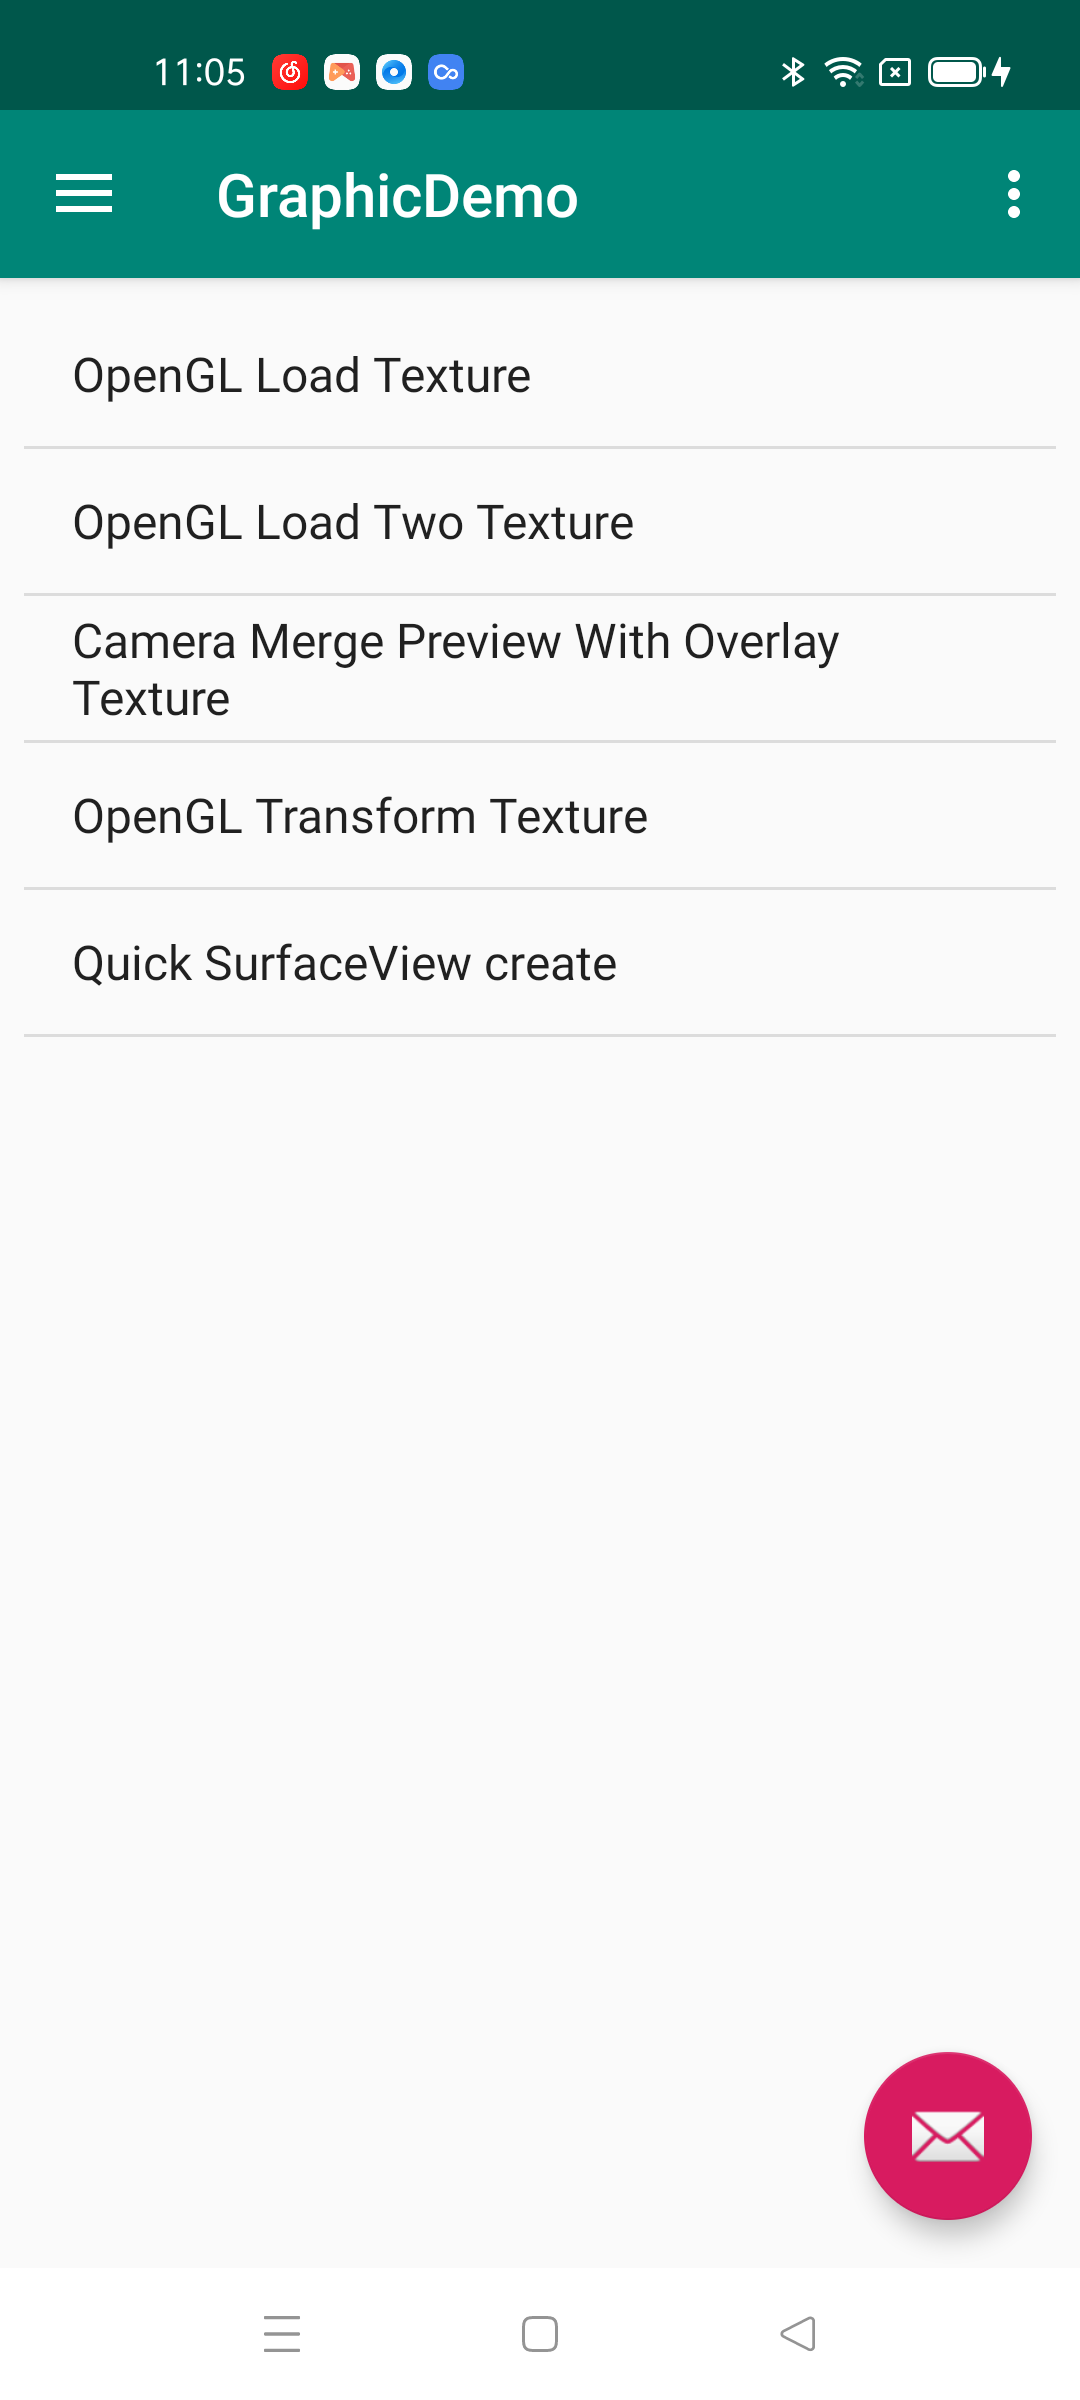 11:05
GraphicDemo
OpenGL Load Texture
OpenGL Load Two Texture
Camera Merge Preview With Overlay
Texture
OpenGL Transform Texture
Quick SurfaceView create